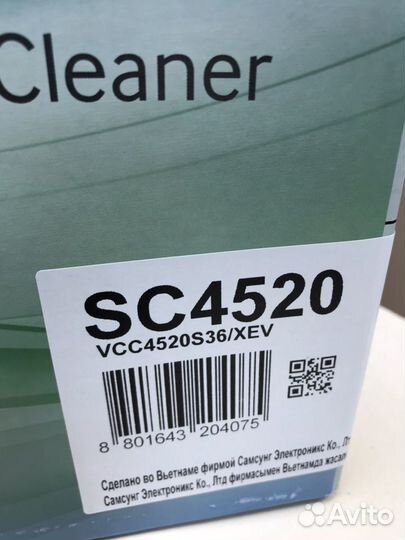 Cleaner
SC4520
VCC4520S36/XEV
8 801643 204075
Сделано во Вьетнаме фирмой Самсунг Электроникс Ко., Лт
Самсунг Электроникс Ко., Лтд фирмасымен Вьетнамда жасал
Avito